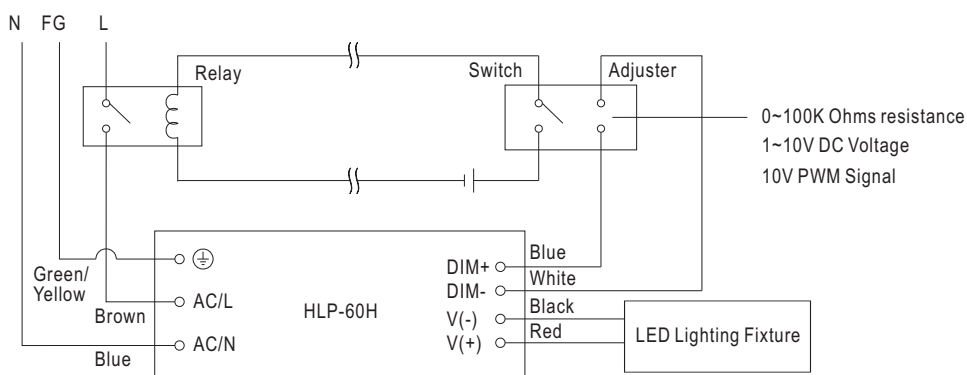 N FG L
Relay
Switch
Adjuster
0~100K Ohms resistance
1~10V DC Voltage
10V PWM Signal
Green/
Yellow
Brown
Blue
AC/L
AC/N
HLP-60H
DIM+
DIM-
V(-)
V(+)
Blue
White
Black
Red
LED Lighting Fixture